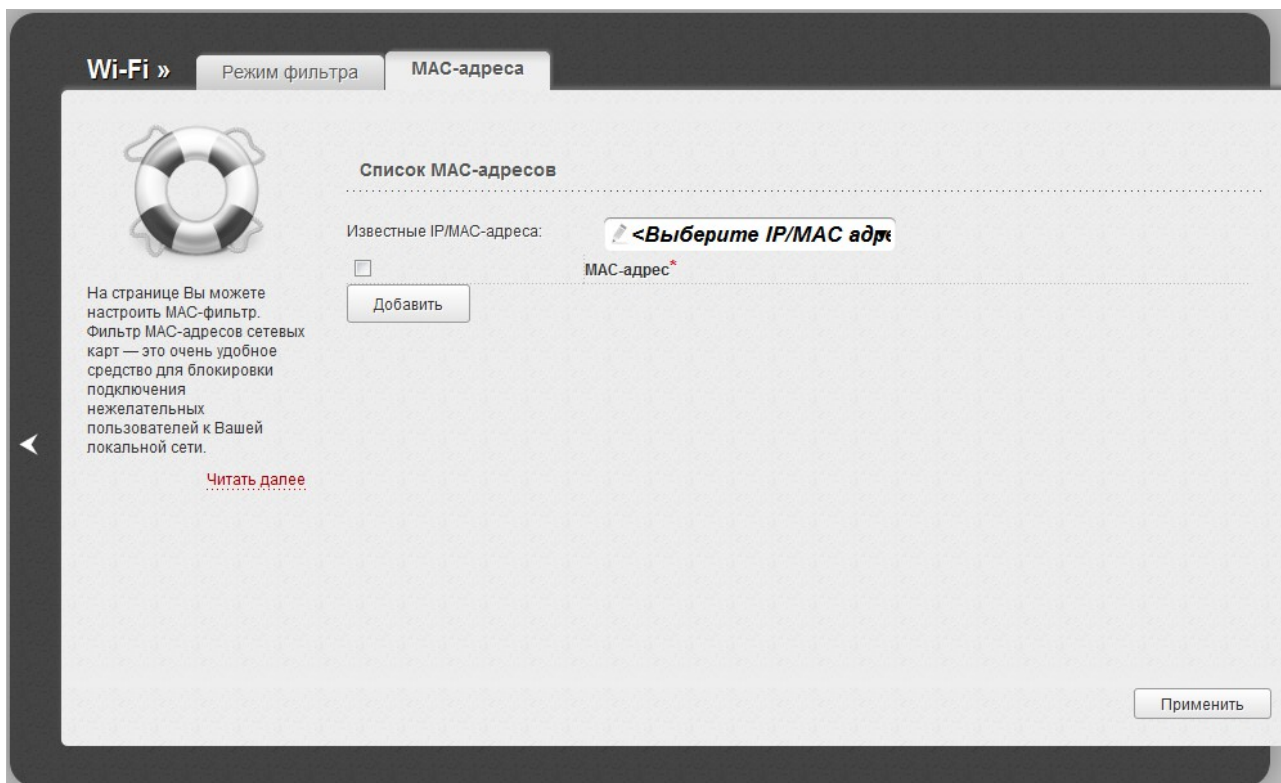 Wi-Fi »
Режим фильтра
MAC-адреса
Список MAC-адресов
Известные IP/MAC-адреса:
<Выберите IP/MAC
MAC-адрес*
Добавить
На странице Вы можете
настроить MAC-фильтр.
Фильтр MAC-адресов сетевых
карт — это очень удобное
средство для блокировки
подключения
нежелательных
пользователей к Вашей
локальной сети.
Читать далее
Применить